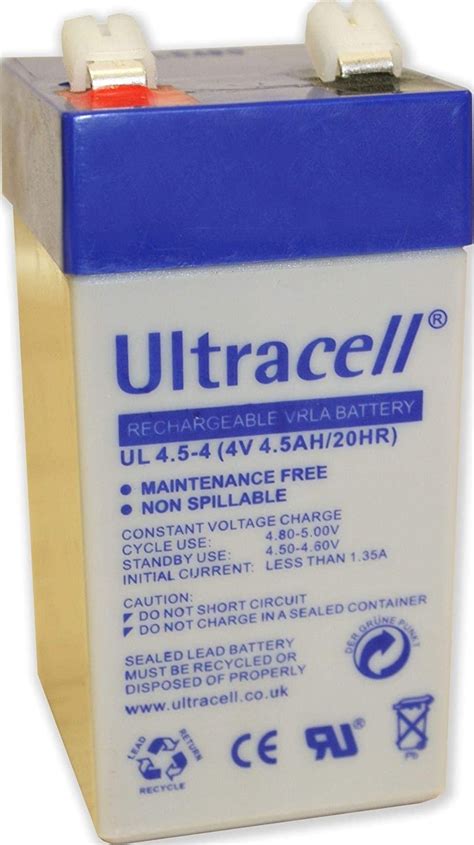 Ultracell®
RECHARGEABLE VRLA BATTERY
UL 4.5-4 (4V 4.5AH/20HR)
● MAINTENANCE FREE
● NON SPILLABLE
CONSTANT VOLTAGE CHARGE
CYCLE USE: 4.80-5.00V
STANDBY USE: 4.50-4.60V
INITIAL CURRENT: LESS THAN 1.35A
CAUTION:
DO NOT SHORT CIRCUIT
DO NOT CHARGE IN A SEALED CONTAINER
SEALED LEAD BATTERY
MUST BE RECYCLED OR
DISPOSED OF PROPERLY
www.ultracell.co.uk
DER GRÜNE PUNKT
LEAD RETURN
RECYCLE
CE
RU
Pb